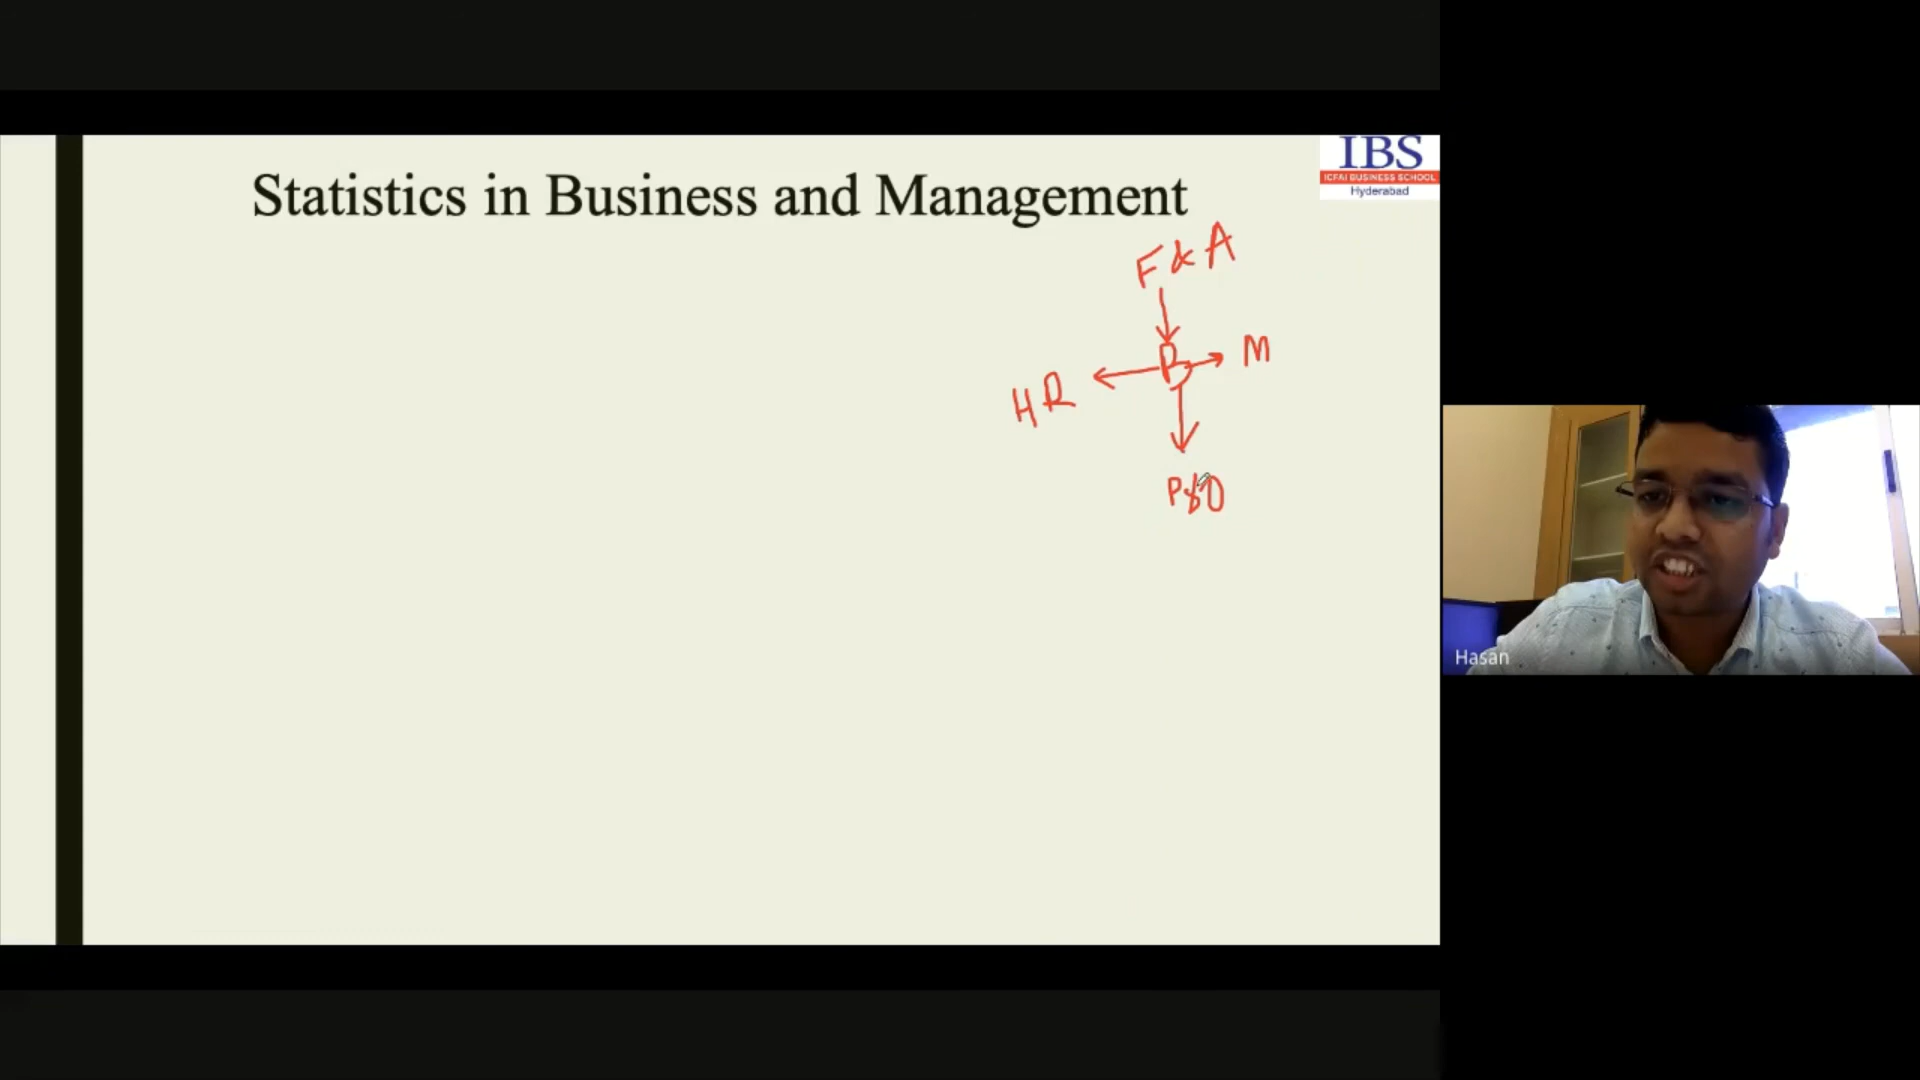 Statistics in Business and Management
IBS
ICFAI BUSINESS SCHOOL
Hyderabad
F & A
B
M
HR
P&O
Hasan